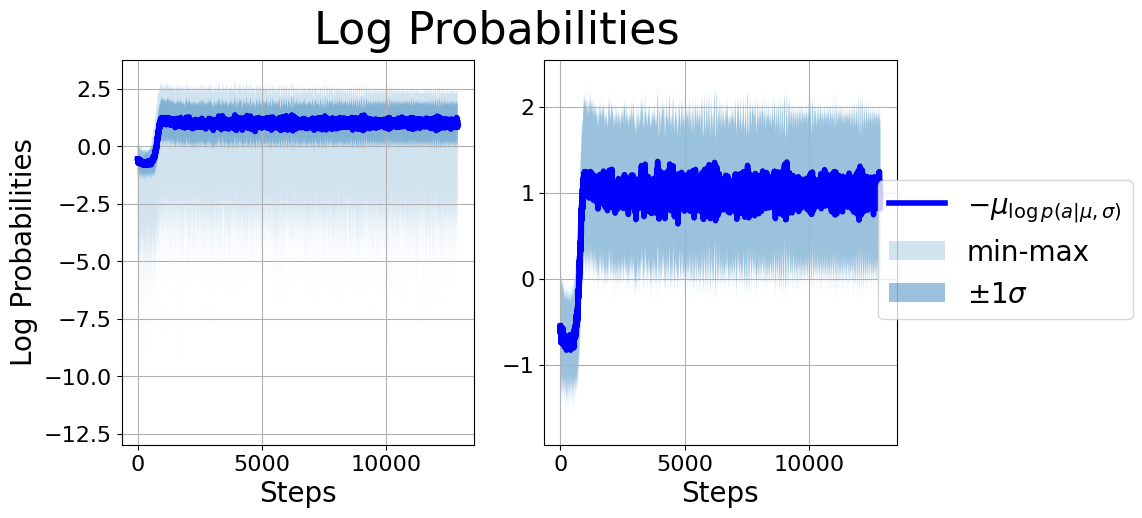 Log Probabilities
Log Probabilities
2.5
0.0
−2.5
−5.0
−7.5
−10.0
−12.5
0 5000 10000
Steps
2
1
0
−1
0 5000 10000
Steps
−μ log p(a|μ, σ)
min-max
±1σ